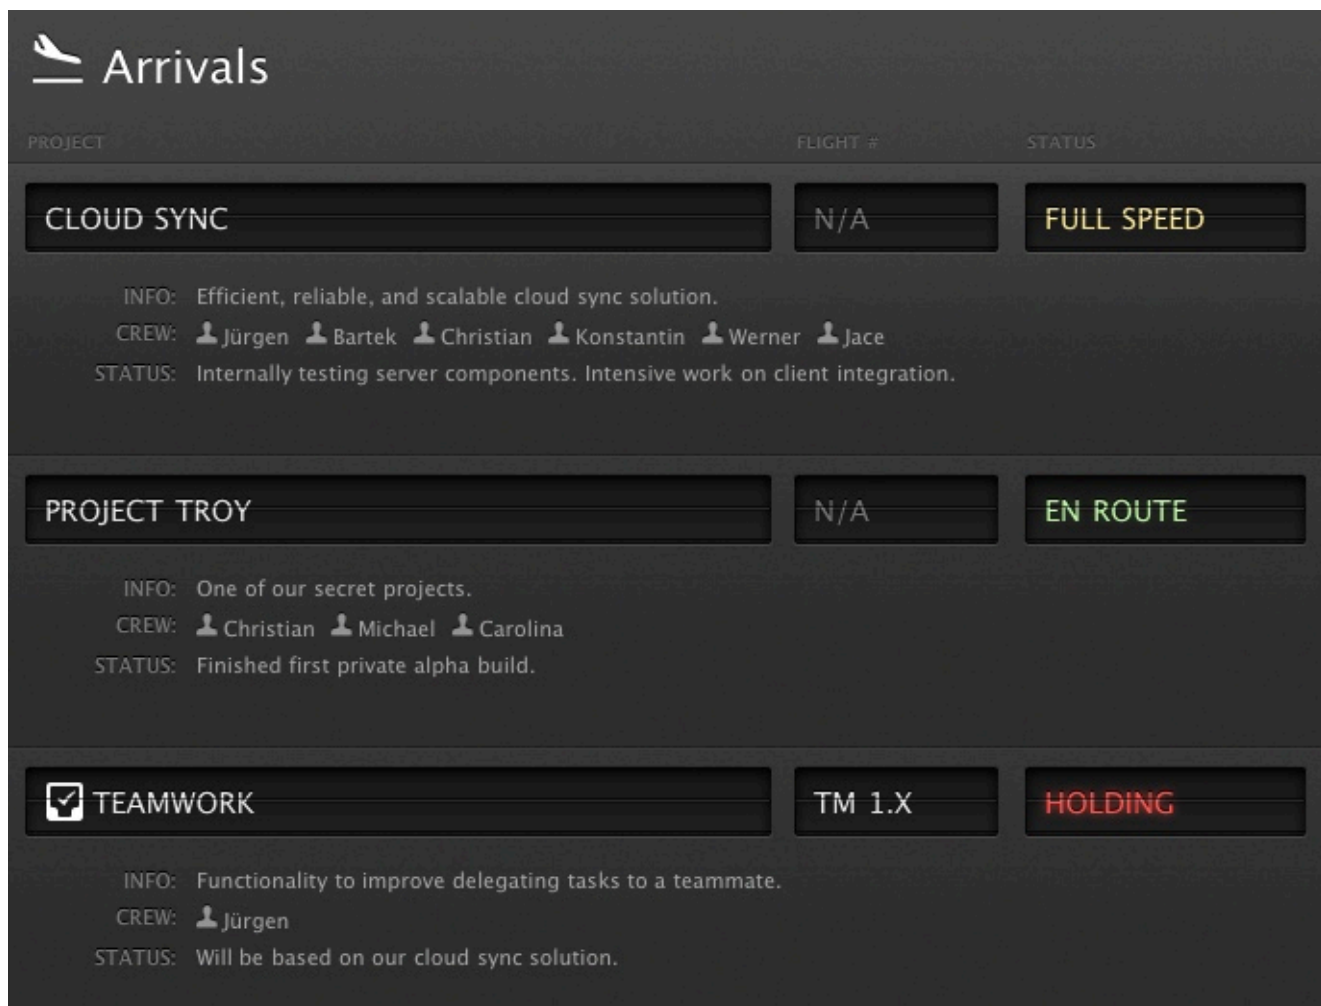 Arrivals
PROJECT FLIGHT # STATUS
CLOUD SYNC N/A FULL SPEED
INFO: Efficient, reliable, and scalable cloud sync solution.
CREW: Jürgen Bartek Christian Konstantin Werner Jace
STATUS: Internally testing server components. Intensive work on client integration.
PROJECT TROY N/A EN ROUTE
INFO: One of our secret projects.
CREW: Christian Michael Carolina
STATUS: Finished first private alpha build.
TEAMWORK TM 1.X HOLDING
INFO: Functionality to improve delegating tasks to a teammate.
CREW: Jürgen
STATUS: Will be based on our cloud sync solution.